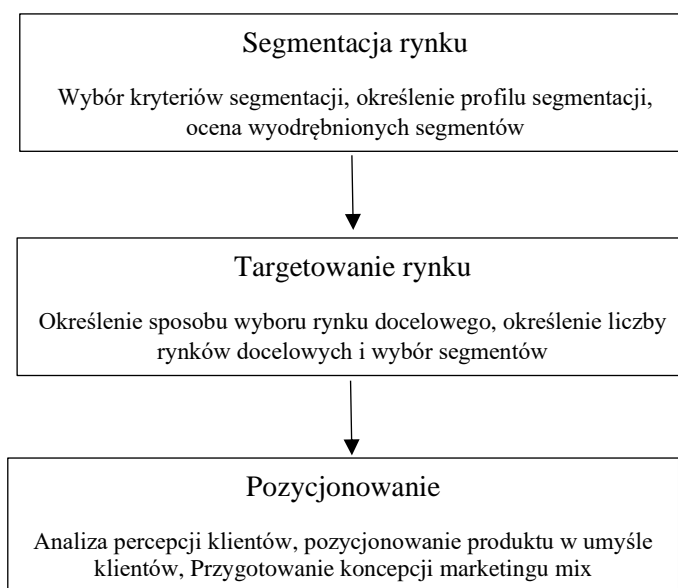 Segmentacja rynku
Wybór kryteriów segmentacji, określenie profilu segmentacji,
ocena wyodrębnionych segmentów
Targetowanie rynku
Określenie sposobu wyboru rynku docelowego, określenie liczby
rynków docelowych i wybór segmentów
Pozycjonowanie
Analiza percepcji klientów, pozycjonowanie produktu w umyśle
klientów, Przygotowanie koncepcji marketingu mix